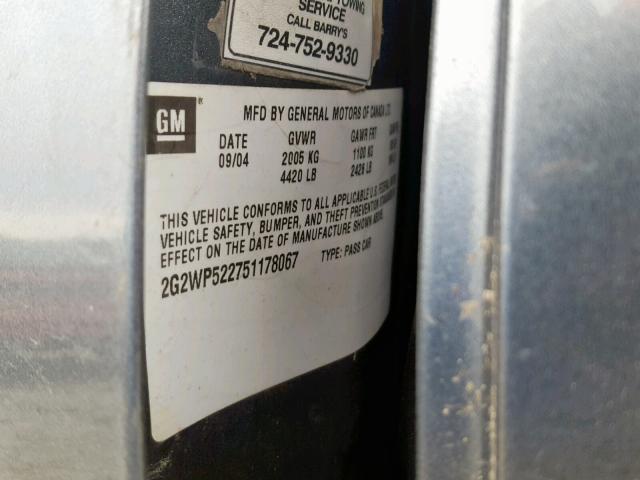 TOWING
SERVICE
CALL BARRY'S
724-752-9330
GM
MFD BY GENERAL MOTORS OF CANADA LTD.
DATE GVWR GAWR FRT
09/04 2005 KG 1100 KG
4420 LB 2426 LB
THIS VEHICLE CONFORMS TO ALL APPLICABLE U.S. FEDERAL
VEHICLE SAFETY, BUMPER, AND THEFT PREVENTION
EFFECT ON THE DATE OF MANUFACTURE SHOWN ABOVE.
2G2WP522751178067 TYPE: PASS CAR